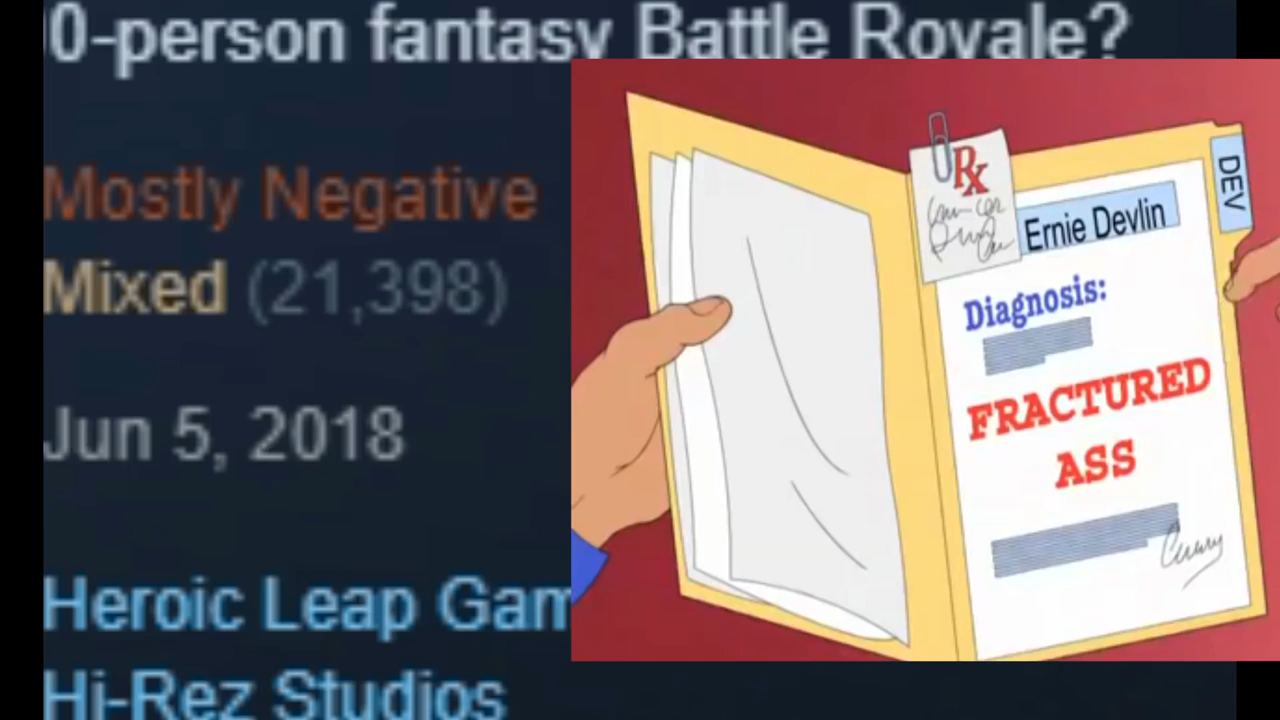 0-person fantasy Battle Royale?
Mostly Negative
Mixed (21,398)
Jun 5, 2018
Heroic Leap Gam
Hi-Rez Studios
Rx
DEV
Ernie Devlin
Diagnosis:
FRACTURED
ASS